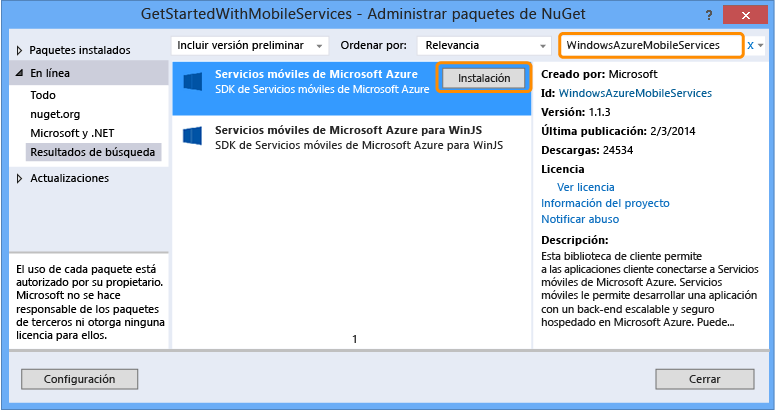 GetStartedWithMobileServices - Administrar paquetes de NuGet
? x
Paquetes instalados
En línea
Todo
nuget.org
Microsoft y .NET
Resultados de búsqueda
Actualizaciones
El uso de cada paquete está
autorizado por su propietario.
Microsoft no se hace
responsable de los paquetes
de terceros ni otorga ninguna
licencia para ellos.
Incluir versión preliminar
Ordenar por:
Relevancia
WindowsAzureMobileServices
x
Servicios móviles de Microsoft Azure
SDK de Servicios móviles de Microsoft Azure
Instalación
Servicios móviles de Microsoft Azure para WinJS
SDK de Servicios móviles de Microsoft Azure para WinJS
1
Creado por: Microsoft
Id: WindowsAzureMobileServices
Versión: 1.1.3
Última publicación: 2/3/2014
Descargas: 24534
Licencia
Ver licencia
Información del proyecto
Notificar abuso
Descripción:
Esta biblioteca de cliente permite
a las aplicaciones cliente conectarse a Servicios
móviles de Microsoft Azure. Servicios
móviles le permite desarrollar una aplicación
con un back-end escalable y seguro
hospedado en Microsoft Azure. Puede...
Configuración
Cerrar